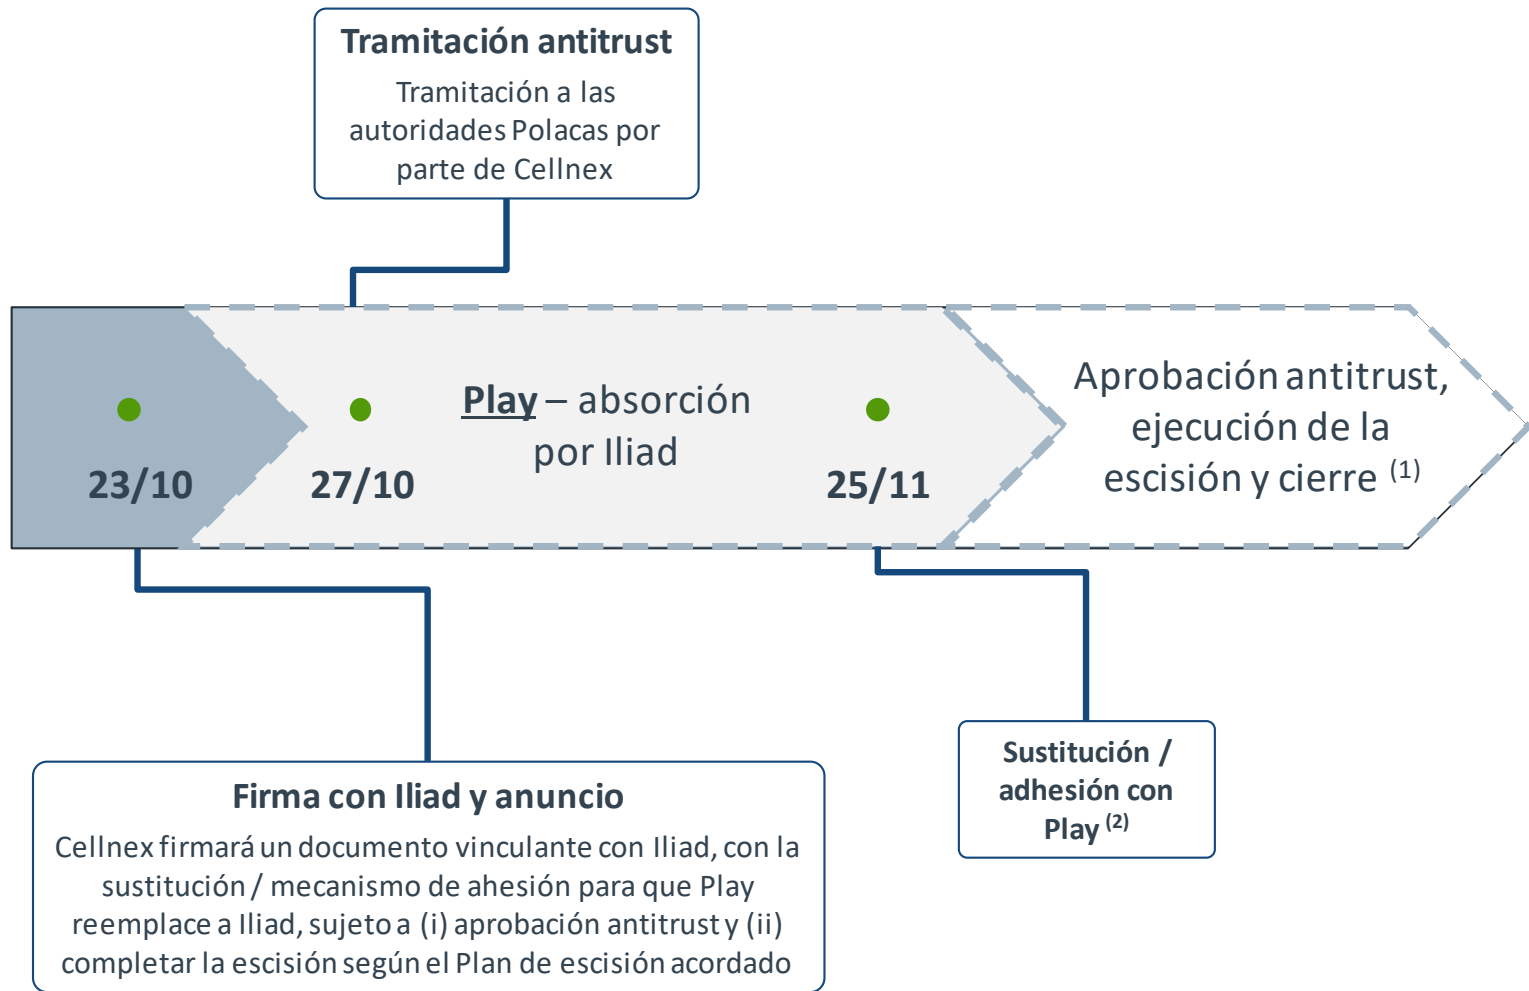 Tramitación antitrust
Tramitación a las
autoridades Polacas por
parte de Cellnex
23/10
27/10
Play – absorción
por Iliad
25/11
Aprobación antitrust,
ejecución de la
escisión y cierre (1)
Firma con Iliad y anuncio
Cellnex firmará un documento vinculante con Iliad, con la
sustitución / mecanismo de ahesión para que Play
reemplace a Iliad, sujeto a (i) aprobación antitrust y (ii)
completar la escisión según el Plan de escisión acordado
Sustitución /
adhesión con
Play (2)